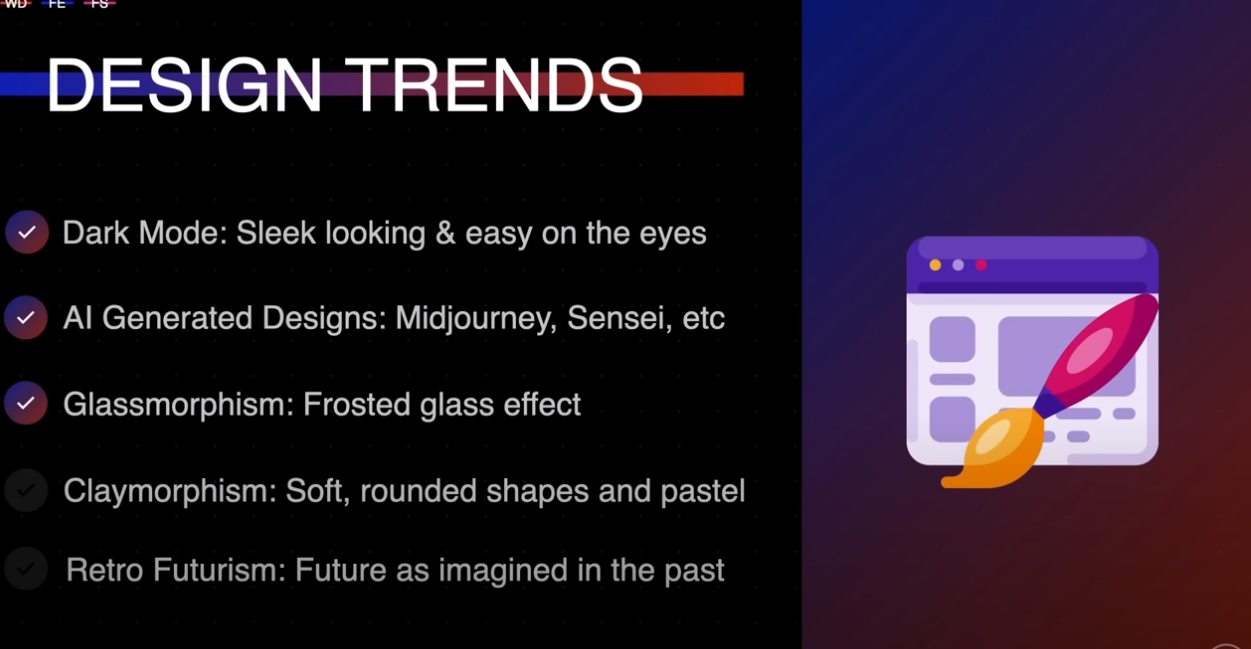 WD FE FS
DESIGN TRENDS
Dark Mode: Sleek looking & easy on the eyes
AI Generated Designs: Midjourney, Sensei, etc
Glassmorphism: Frosted glass effect
Claymorphism: Soft, rounded shapes and pastel
Retro Futurism: Future as imagined in the past